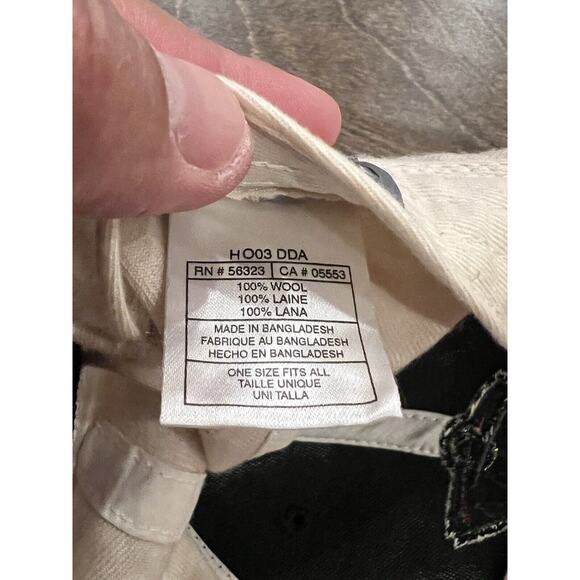 HO03 DDA
RN # 56323 CA # 05553
100% WOOL
100% LAINE
100% LANA
MADE IN BANGLADESH
FABRIQUE AU BANGLADESH
HECHO EN BANGLADESH
ONE SIZE FITS ALL
TAILLE UNIQUE
UNI TALLA